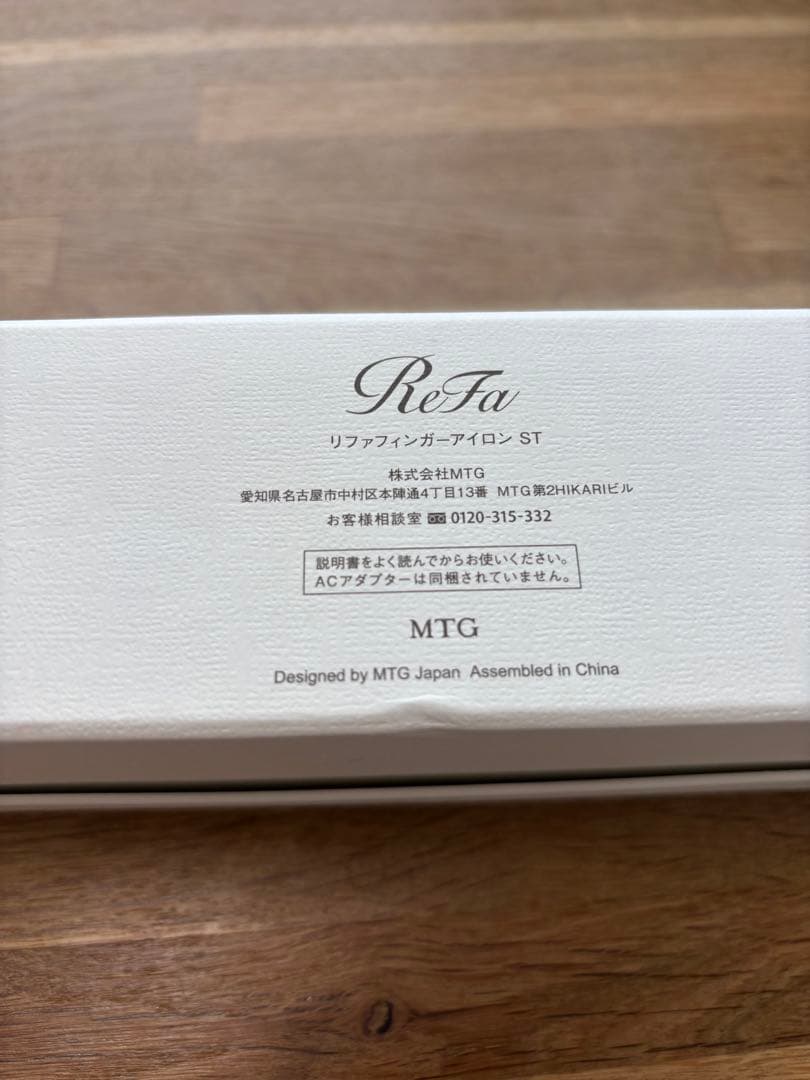 ReFa
リファフィンガーアイロン ST
株式会社MTG
愛知県名古屋市中村区本陣通4丁目13番 MTG第2HIKARIビル
お客様相談室 0120-315-332
説明書をよく読んでからお使いください。
ACアダプターは同梱されていません。
MTG
Designed by MTG Japan Assembled in China